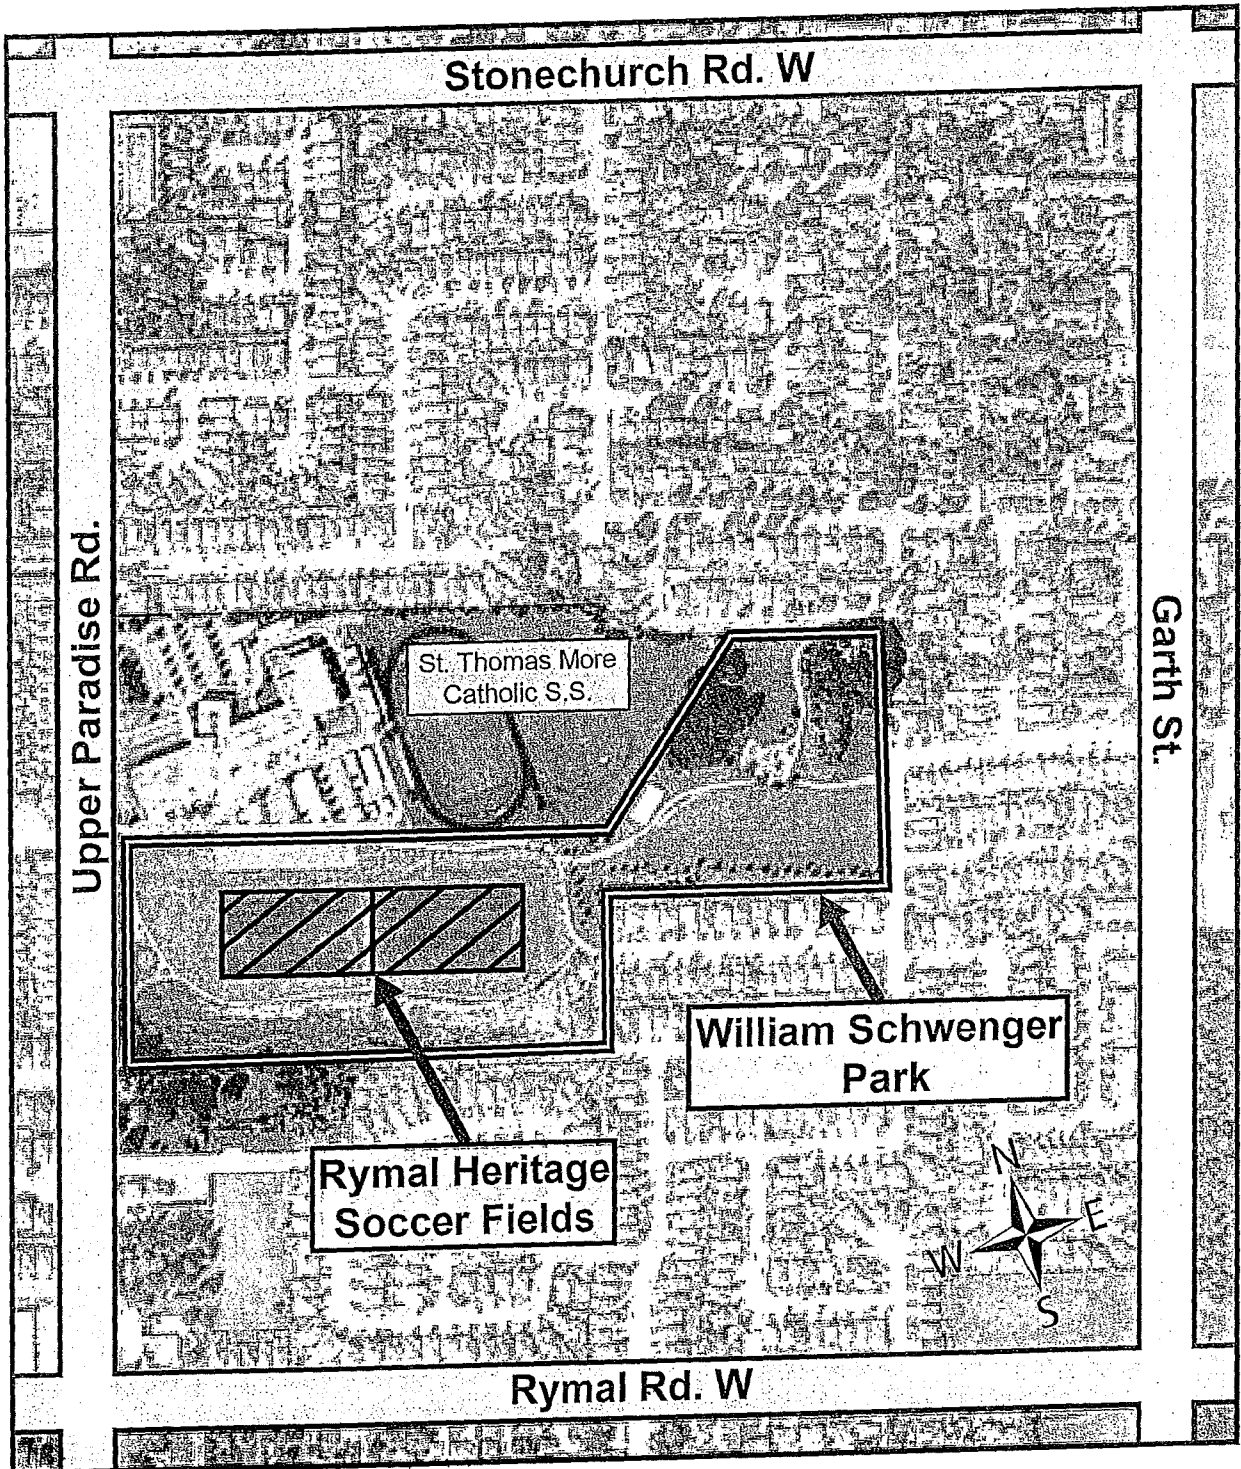 Stonechurch Rd. W
Upper Paradise Rd.
Garth St.
St. Thomas More
Catholic S.S.
William Schwenger
Park
Rymal Heritage
Soccer Fields
N
E
W
S
Rymal Rd. W